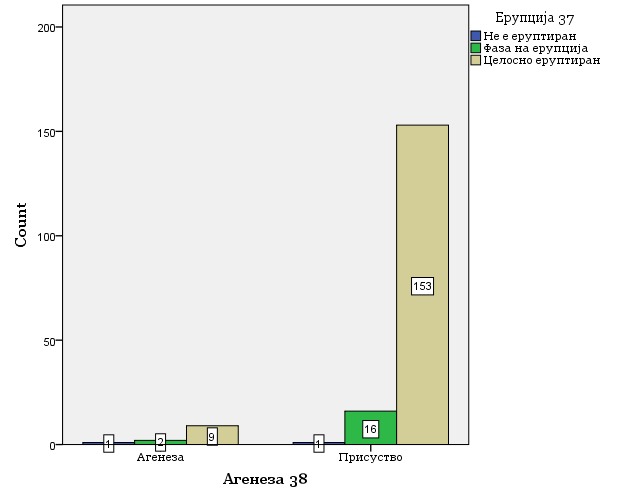 Ерупција 37
Не е еруптиран
Фаза на ерупција
Целосно еруптиран
200
150
100
50
0
Count
1
2
9
1
16
153
Агенеза
Присуство
Агенеза 38